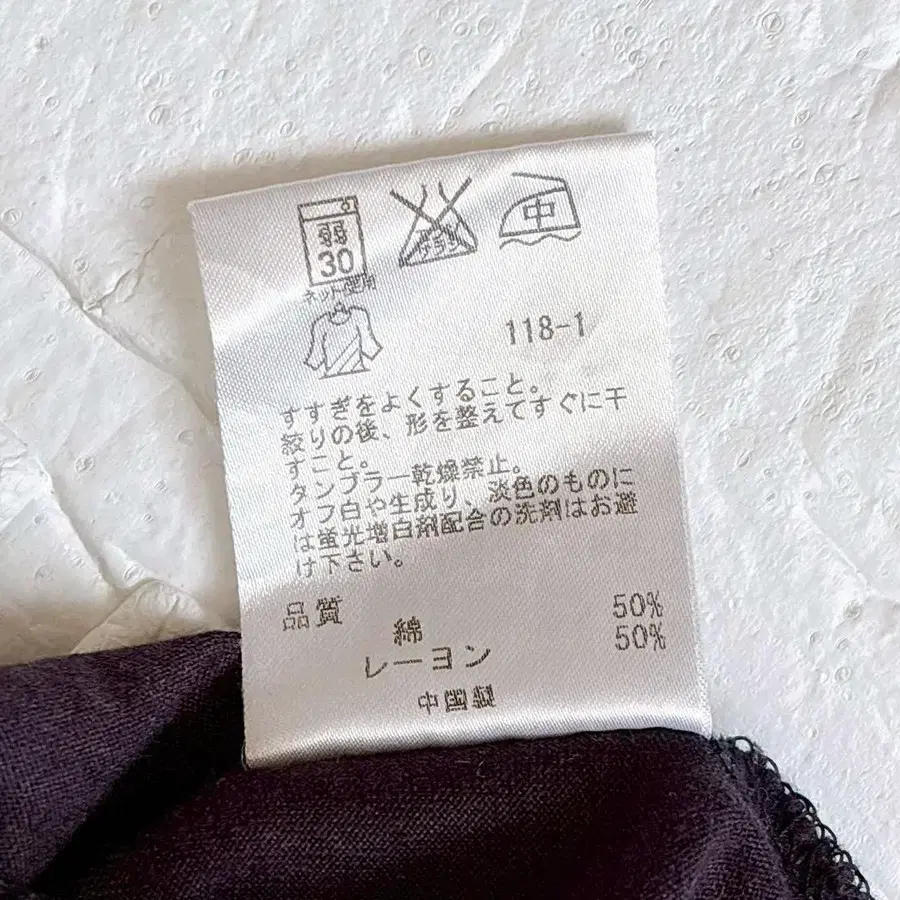 弱
30
ネット使用
中
118-1
すすぎをよくすること。
絞りの後、形を整えてすぐに干
すこと。
タンブラー乾燥禁止。
オフ白や生成り、淡色のものに
は蛍光増白剤配合の洗剤はお避
け下さい。
品質
綿 50%
レーヨン 50%
中国製